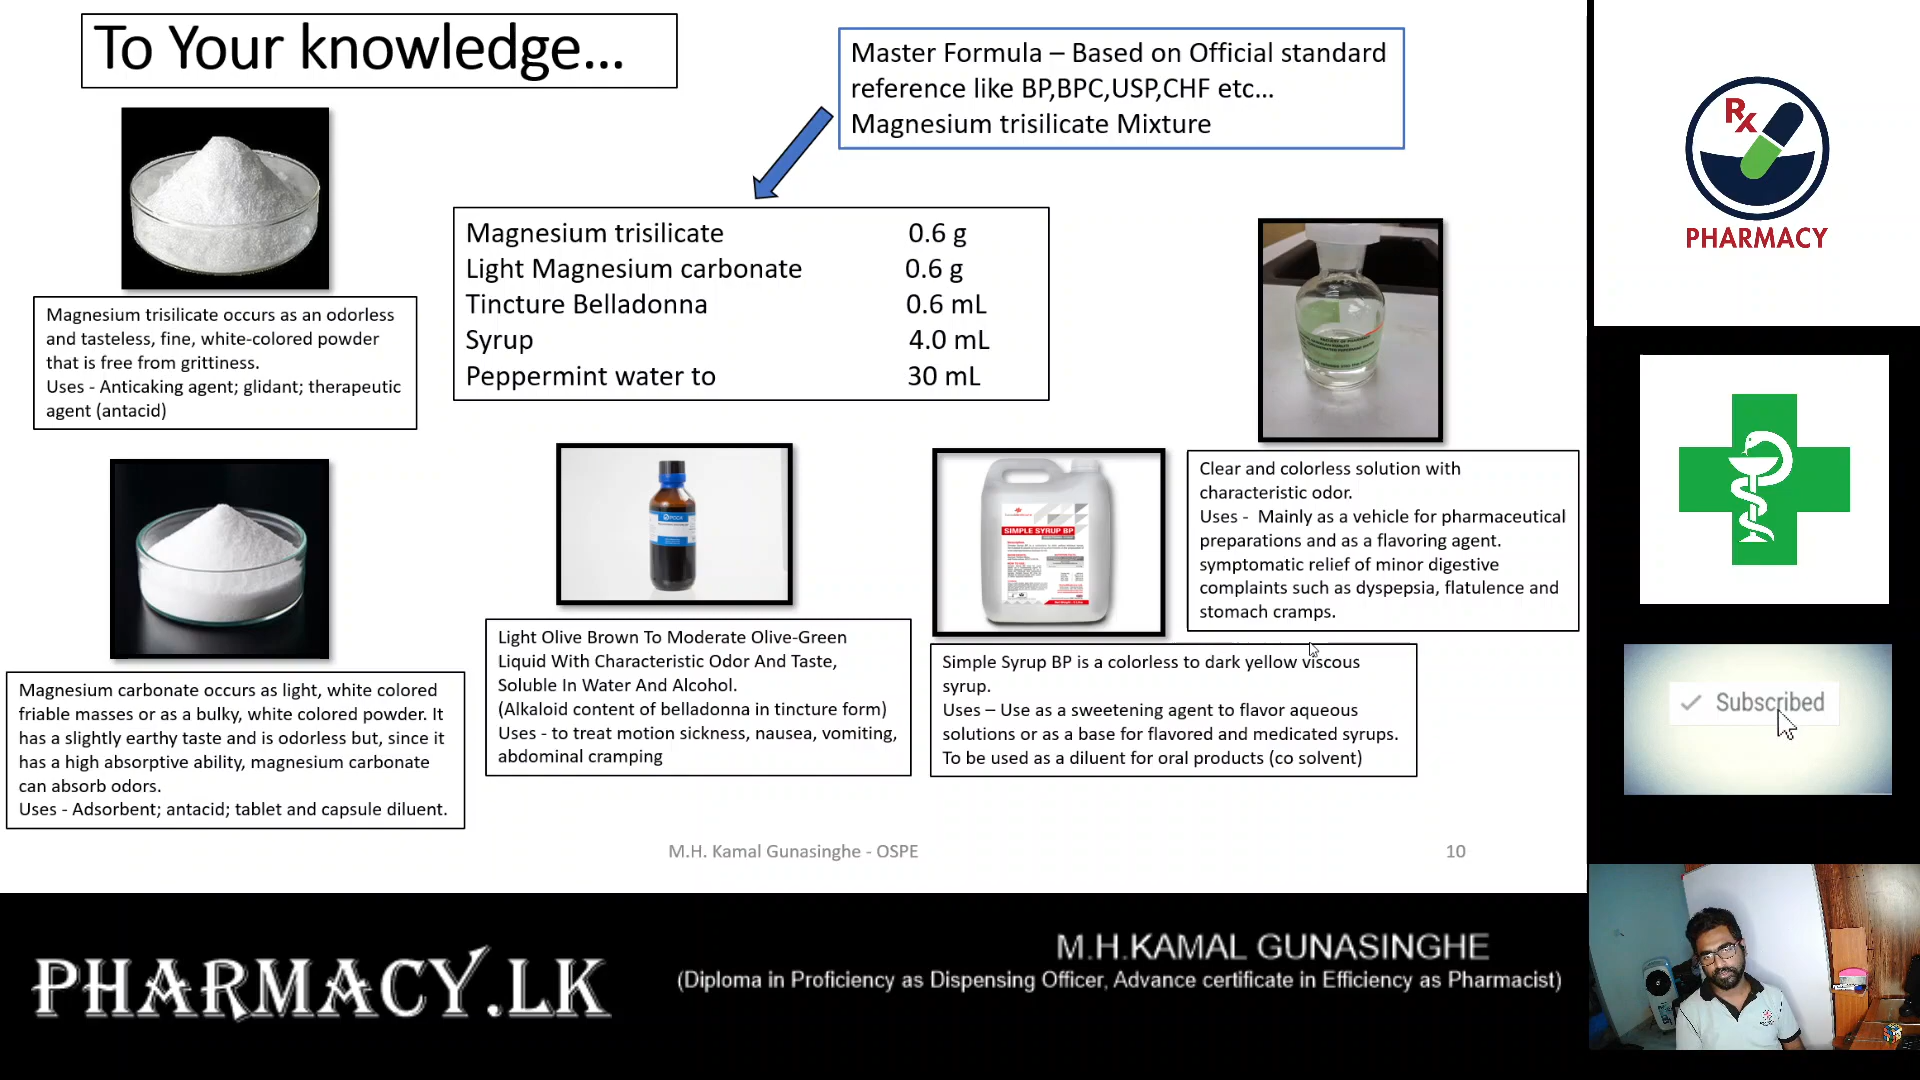 To Your knowledge...
Master Formula – Based on Official standard
reference like BP,BPC,USP,CHF etc...
Magnesium trisilicate Mixture
Magnesium trisilicate 0.6 g
Light Magnesium carbonate 0.6 g
Tincture Belladonna 0.6 mL
Syrup 4.0 mL
Peppermint water to 30 mL
Magnesium trisilicate occurs as an odorless
and tasteless, fine, white-colored powder
that is free from grittiness.
Uses - Anticaking agent; glidant; therapeutic
agent (antacid)
Magnesium carbonate occurs as light, white colored
friable masses or as a bulky, white colored powder. It
has a slightly earthy taste and is odorless but, since it
has a high absorptive ability, magnesium carbonate
can absorb odors.
Uses - Adsorbent; antacid; tablet and capsule diluent.
Light Olive Brown To Moderate Olive-Green
Liquid With Characteristic Odor And Taste,
Soluble In Water And Alcohol.
(Alkaloid content of belladonna in tincture form)
Uses - to treat motion sickness, nausea, vomiting,
abdominal cramping
SIMPLE SYRUP BP
Simple Syrup BP is a colorless to dark yellow viscous
syrup.
Uses – Use as a sweetening agent to flavor aqueous
solutions or as a base for flavored and medicated syrups.
To be used as a diluent for oral products (co solvent)
Clear and colorless solution with
characteristic odor.
Uses - Mainly as a vehicle for pharmaceutical
preparations and as a flavoring agent.
symptomatic relief of minor digestive
complaints such as dyspepsia, flatulence and
stomach cramps.
M.H. Kamal Gunasinghe - OSPE
10
Rx
PHARMACY
Subscribed
PHARMACY.LK
M.H.KAMAL GUNASINGHE
(Diploma in Proficiency as Dispensing Officer, Advance certificate in Efficiency as Pharmacist)